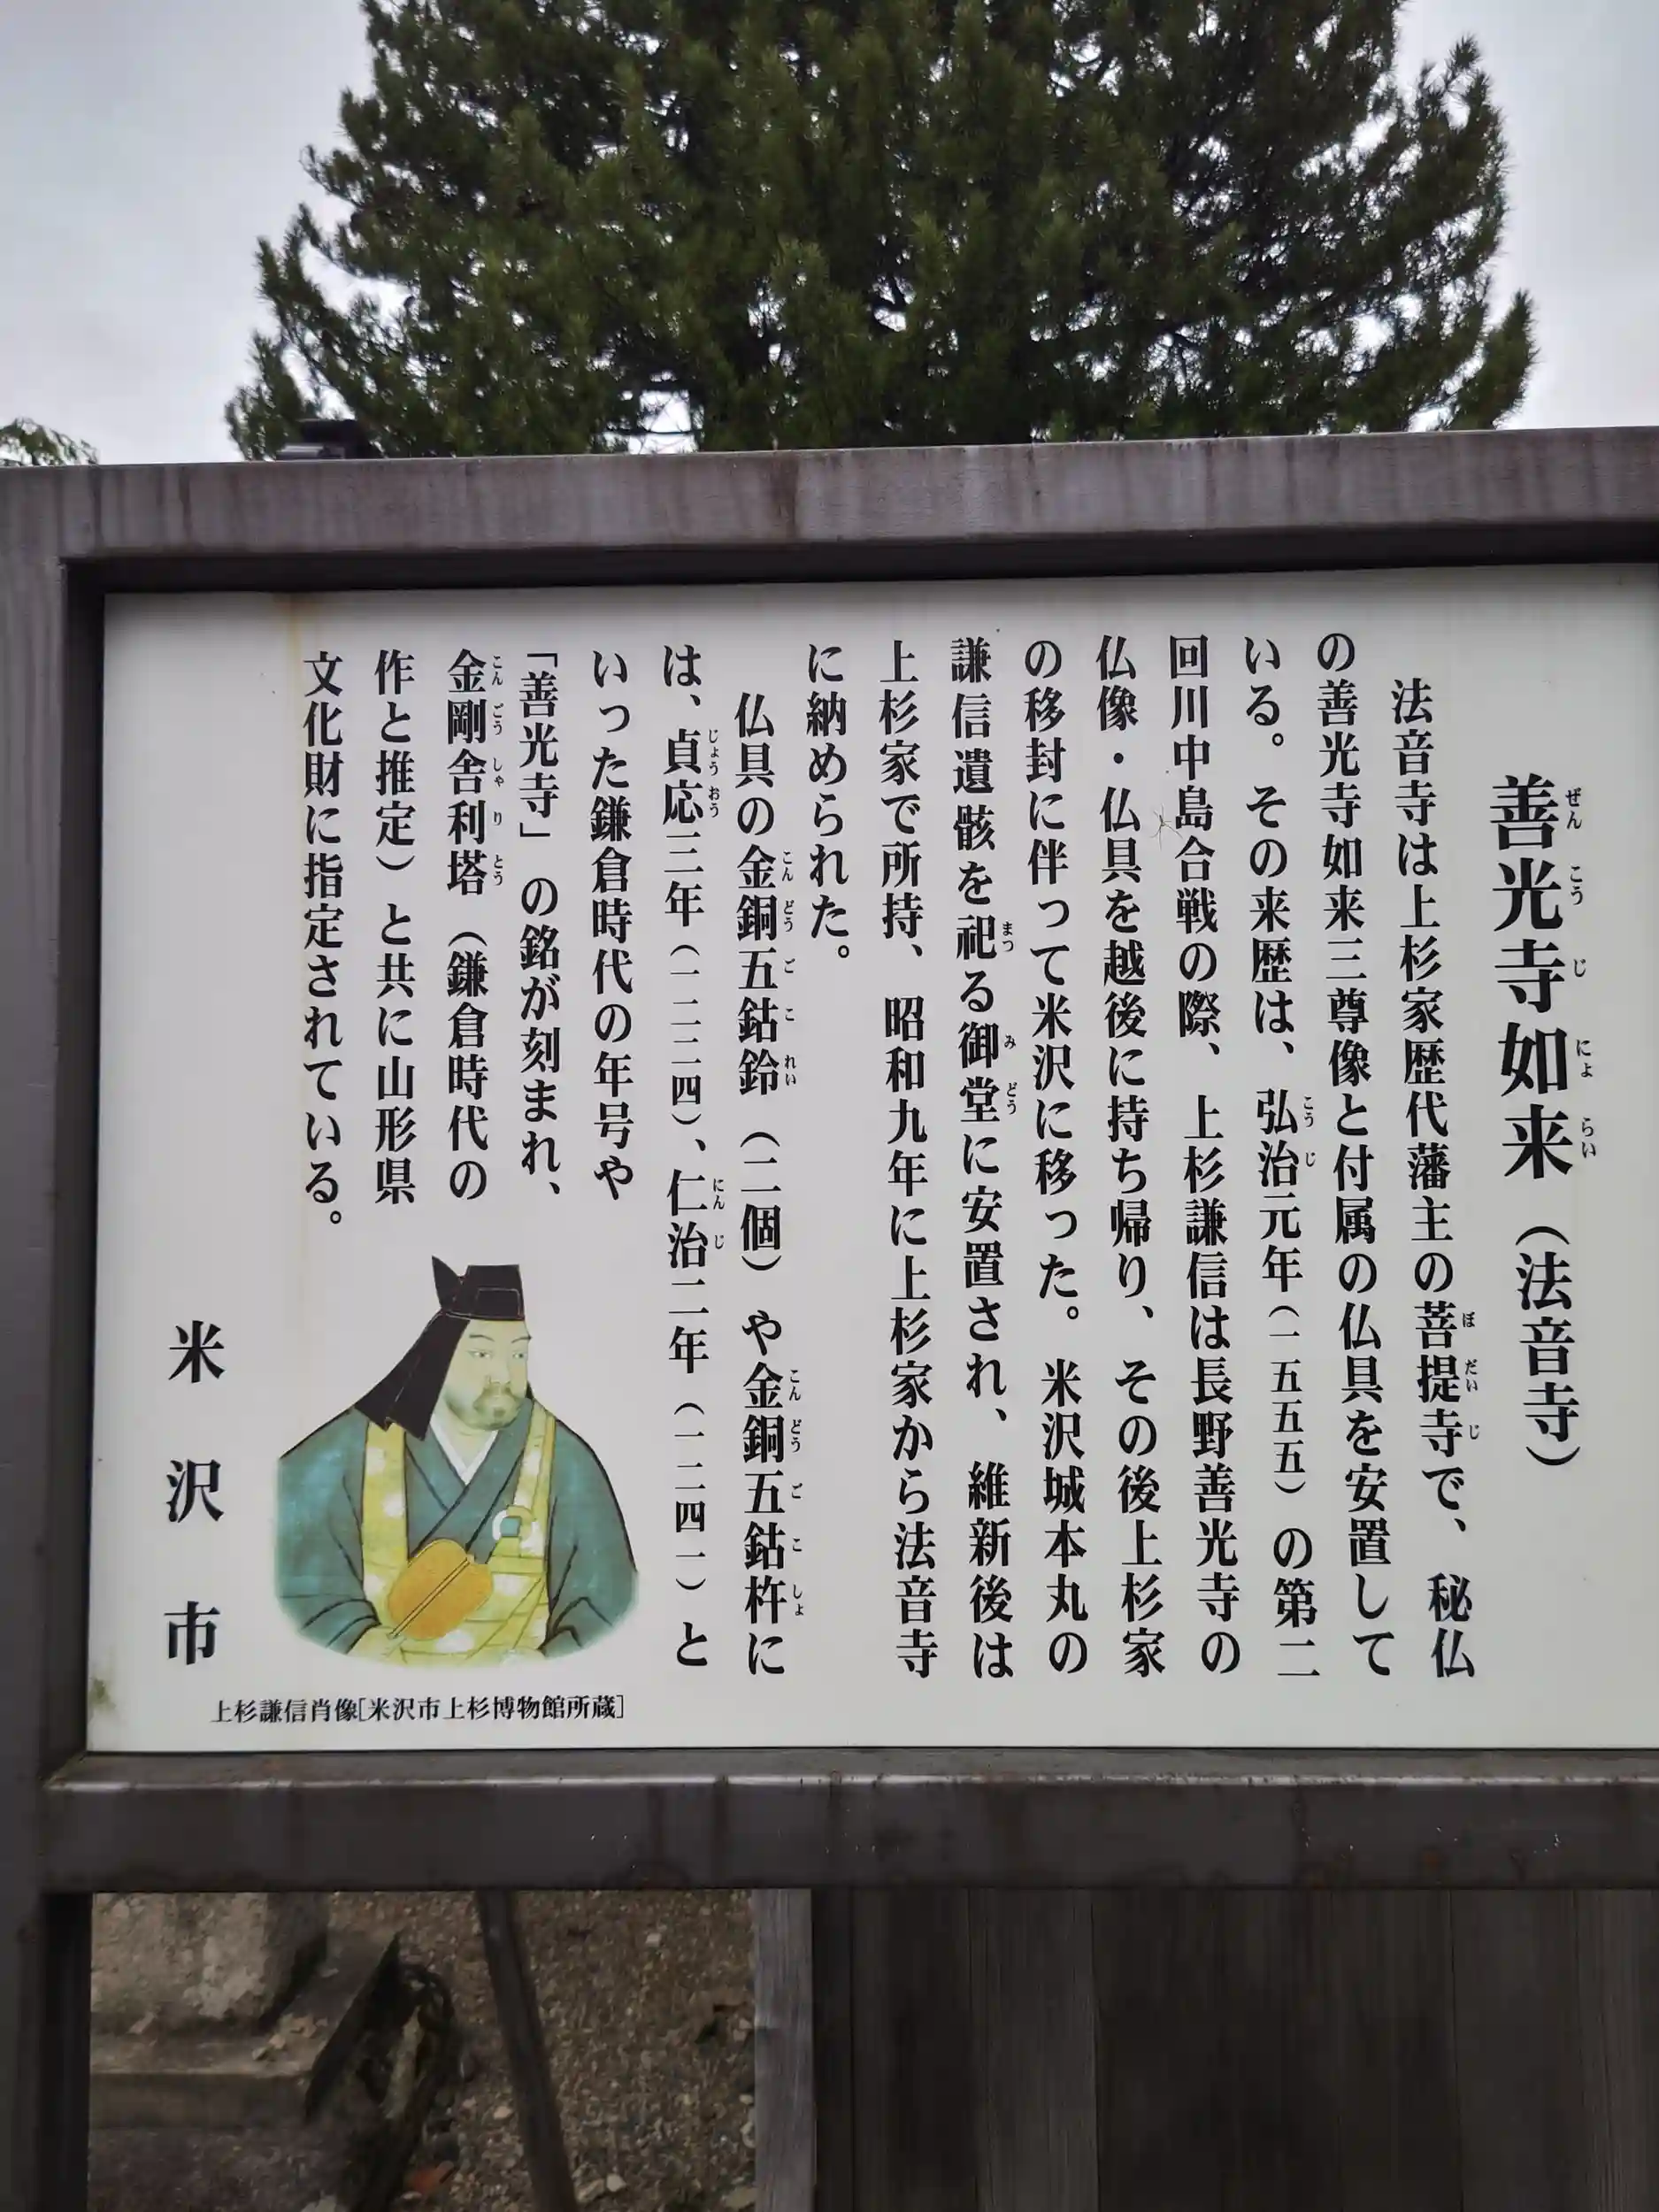 善光寺如来（法音寺）
法音寺は上杉家歴代藩主の菩提寺で、秘仏
の善光寺如来三尊像と付属の仏具を安置して
いる。その来歴は、弘治元年（一五五五）の第二
回川中島合戦の際、上杉謙信は長野善光寺の
仏像・仏具を越後に持ち帰り、その後上杉家
の移封に伴って米沢に移った。米沢城本丸の
謙信遺骸を祀る御堂に安置され、維新後は
上杉家で所持、昭和九年に上杉家から法音寺
に納められた。
仏具の金銅五鈷鈴（二個）や金銅五鈷杵に
は、貞応三年（一二二四）、仁治二年（一二四一）と
いった鎌倉時代の年号や
「善光寺」の銘が刻まれ、
金剛舎利塔（鎌倉時代の
作と推定）と共に山形県
文化財に指定されている。
米沢市
上杉謙信肖像[米沢市上杉博物館所蔵]